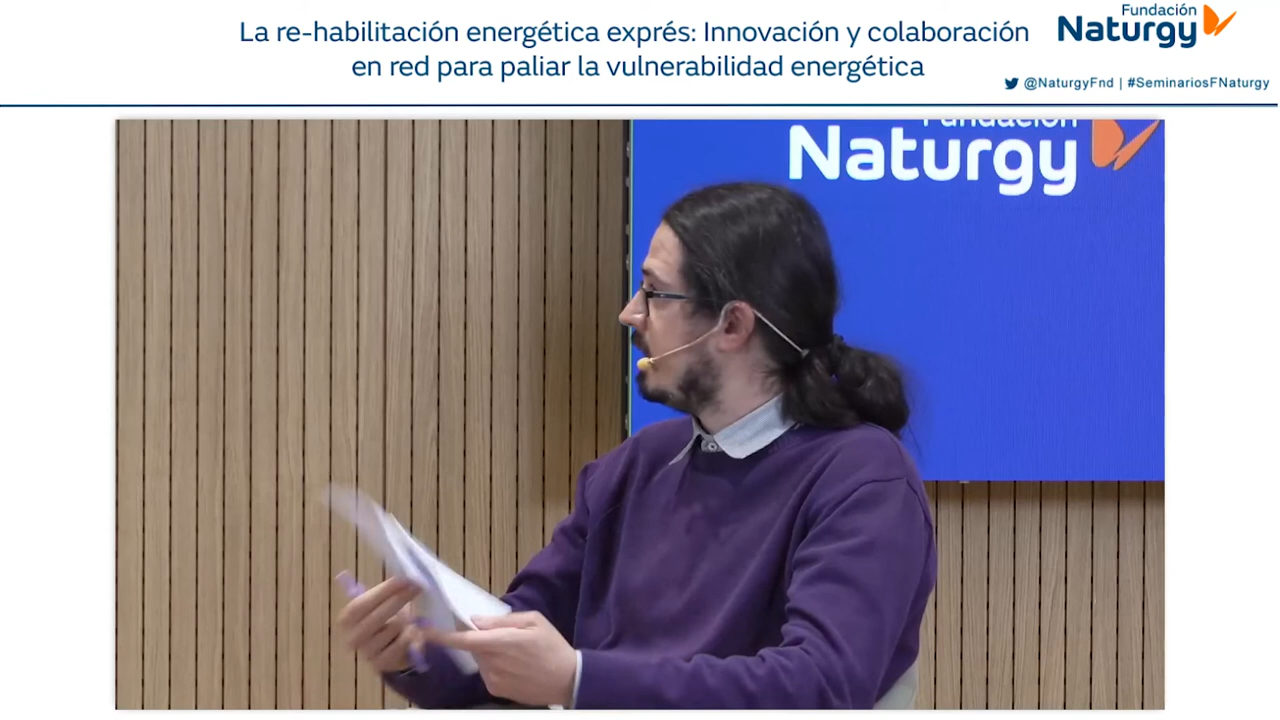 La re-habilitación energética exprés: Innovación y colaboración
en red para paliar la vulnerabilidad energética
Fundación
Naturgy
@NaturgyFnd | #SeminariosFNaturgy
Fundación
Naturgy